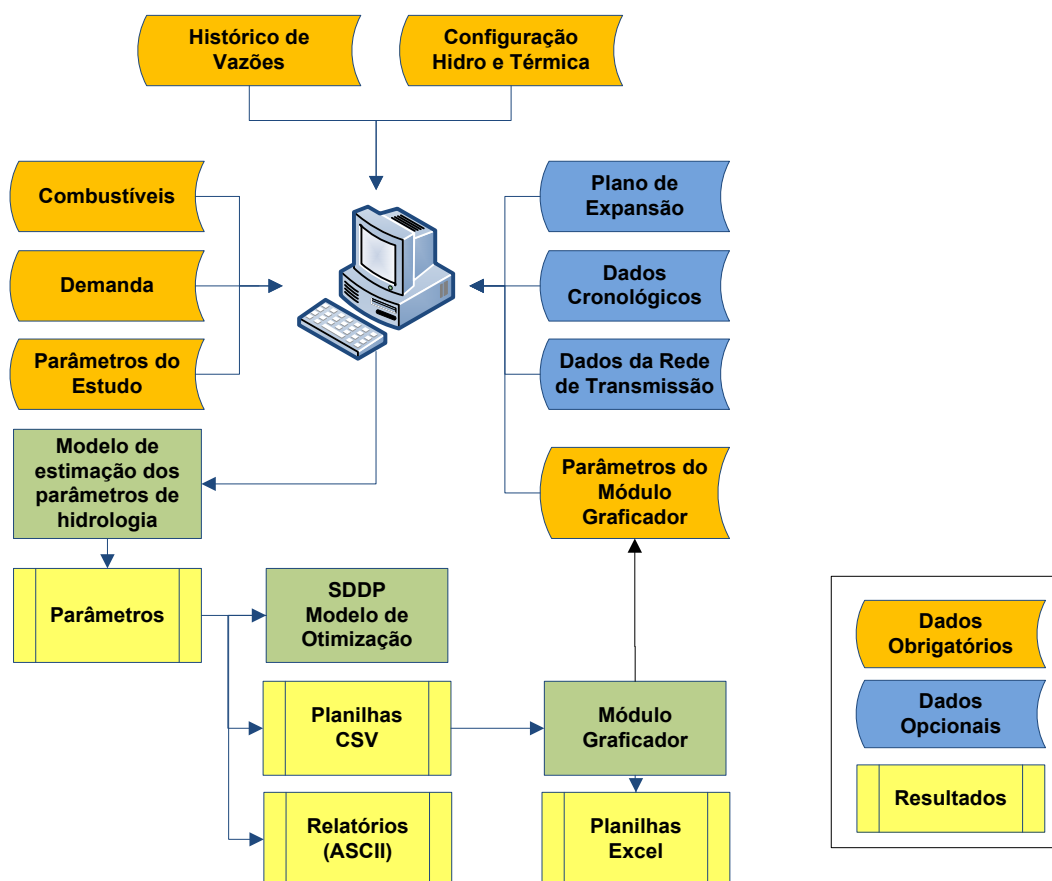 Histórico de
Vazões
Configuração
Hidro e Térmica
Combustíveis
Demanda
Parâmetros do
Estudo
Plano de
Expansão
Dados
Cronológicos
Dados da Rede
de Transmissão
Parâmetros do
Módulo
Graficador
Modelo de
estimação dos
parâmetros de
hidrologia
Parâmetros
SDDP
Modelo de
Otimização
Planilhas
CSV
Módulo
Graficador
Relatórios
(ASCII)
Planilhas
Excel
Dados
Obrigatórios
Dados
Opcionais
Resultados